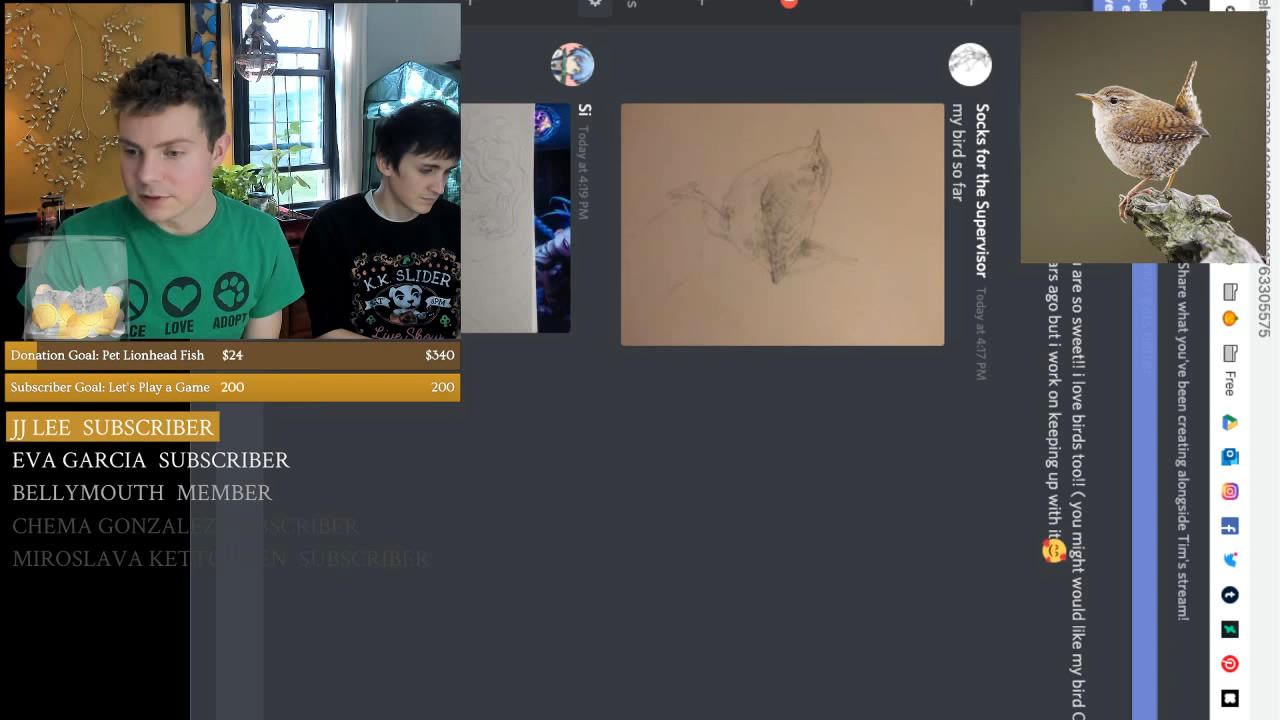 PEACE LOVE ADOPT
K.K. SLIDER
SAT 8PM
Live Show
Donation Goal: Pet Lionhead Fish $24 $340
Subscriber Goal: Let's Play a Game 200 200
JJ LEE SUBSCRIBER
EVA GARCIA SUBSCRIBER
BELLYMOUTH MEMBER
CHEMA GONZALEZ SUBSCRIBER
Free
Share what you've been creating alongside Tim's stream!
are so sweet!! i love birds too!! ( you might would like my bird
ars ago but i work on keeping up with it
Socks for the Supervisor Today at 4:17 PM
my bird so far
Si Today at 4:19 PM
63305575